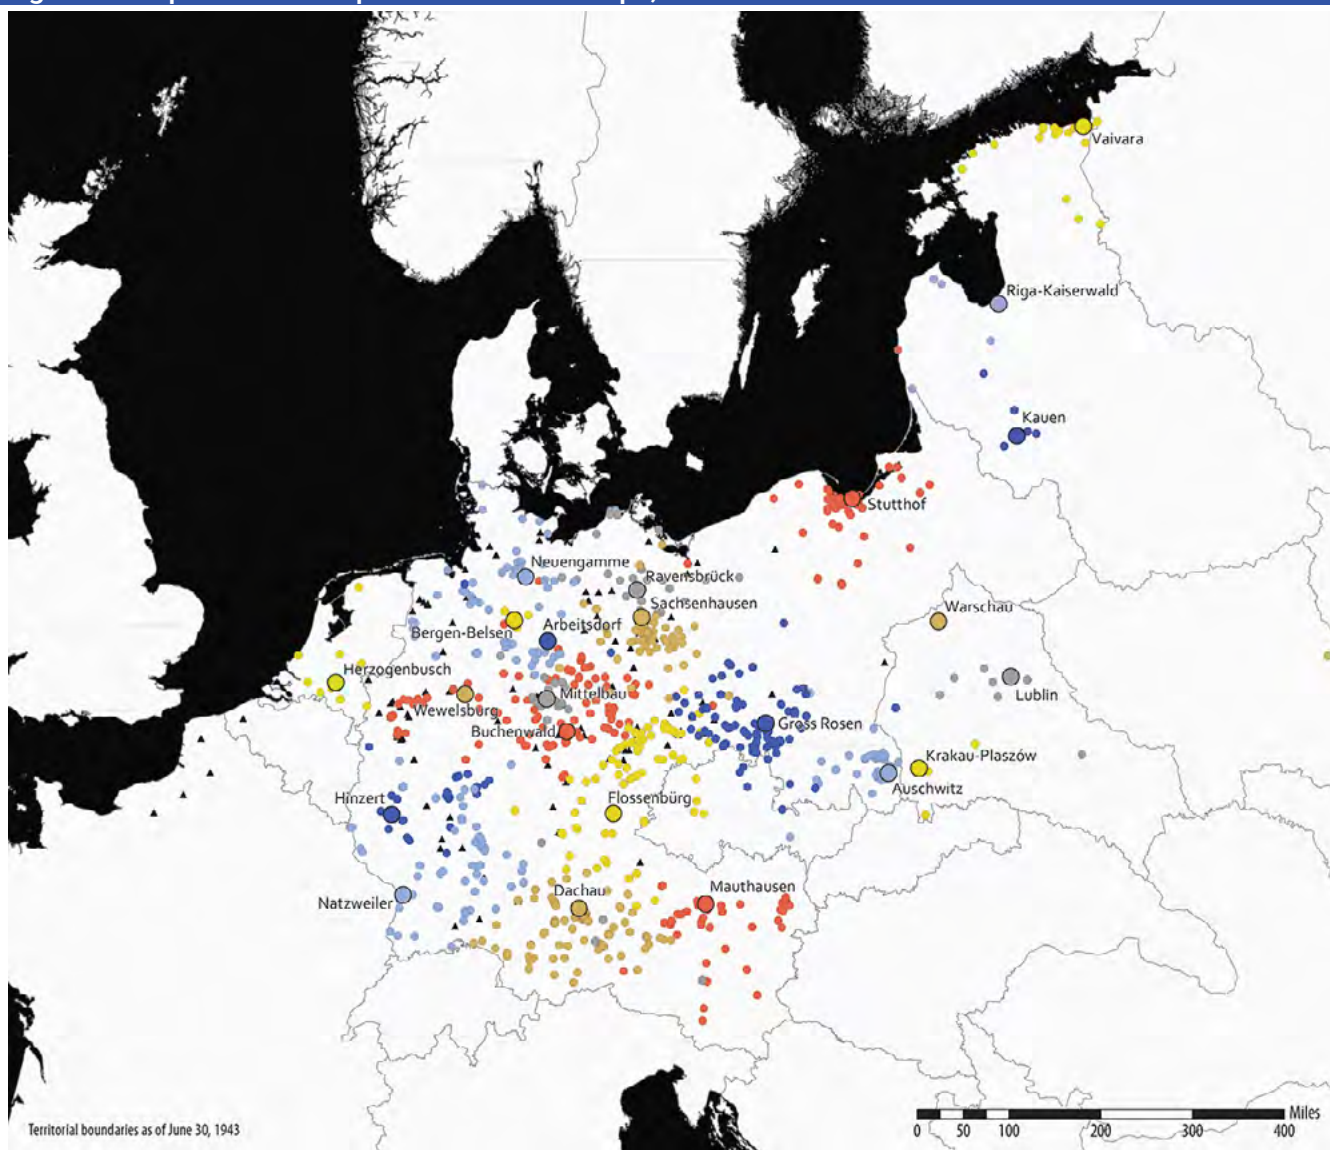 Vaivara
Riga-Kaiserwald
Kauen
Stutthof
Neuengamme
Ravensbrück
Sachsenhausen
Warschau
Bergen-Belsen
Arbeitsdorf
Herzogenbusch
Lublin
Mittelbau
Wewelsburg
Buchenwald
Gross Rosen
Krakau-Plaszów
Auschwitz
Hinzert
Flossenbürg
Dachau
Mauthausen
Natzweiler
Territorial boundaries as of June 30, 1943
Miles
0 50 100 200 300 400